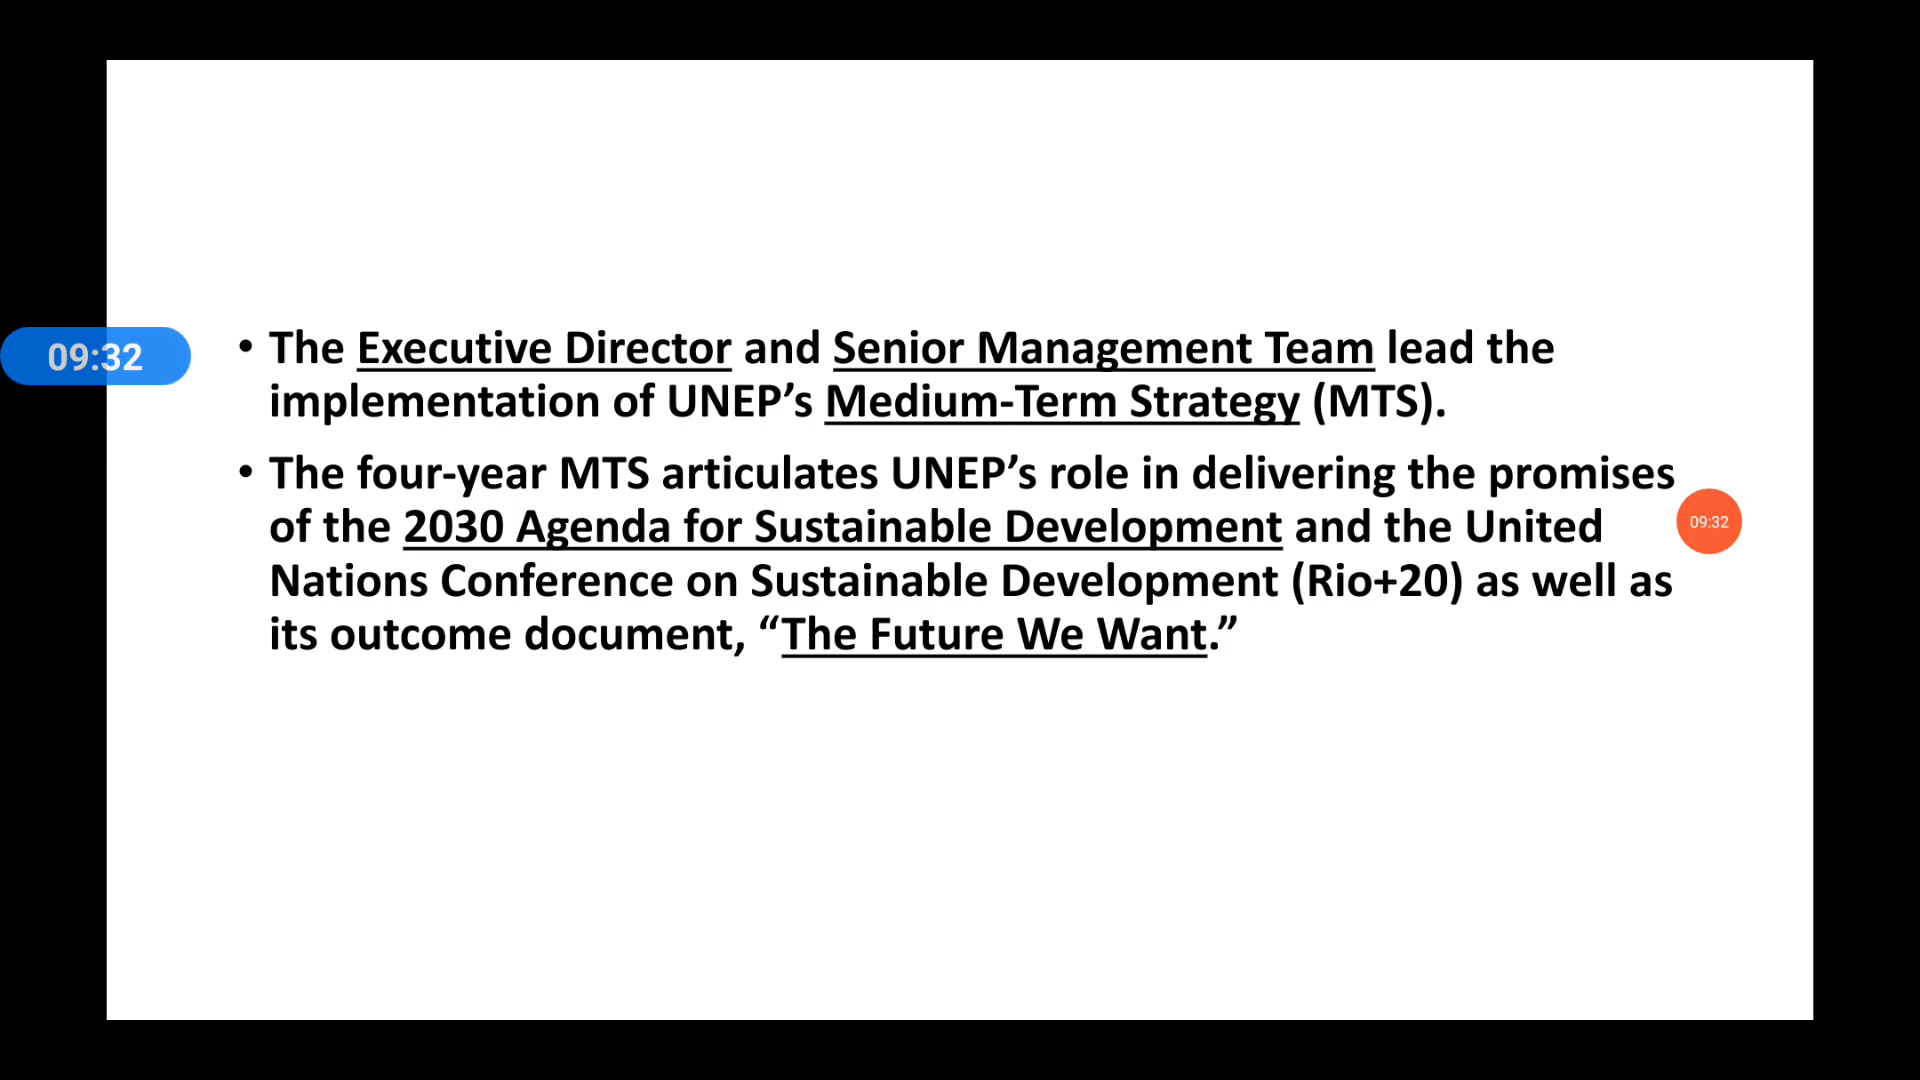 • The Executive Director and Senior Management Team lead the
implementation of UNEP’s Medium-Term Strategy (MTS).
09:32
• The four-year MTS articulates UNEP’s role in delivering the promises
of the 2030 Agenda for Sustainable Development and the United
09:32
Nations Conference on Sustainable Development (Rio+20) as well as
its outcome document, “The Future We Want.”